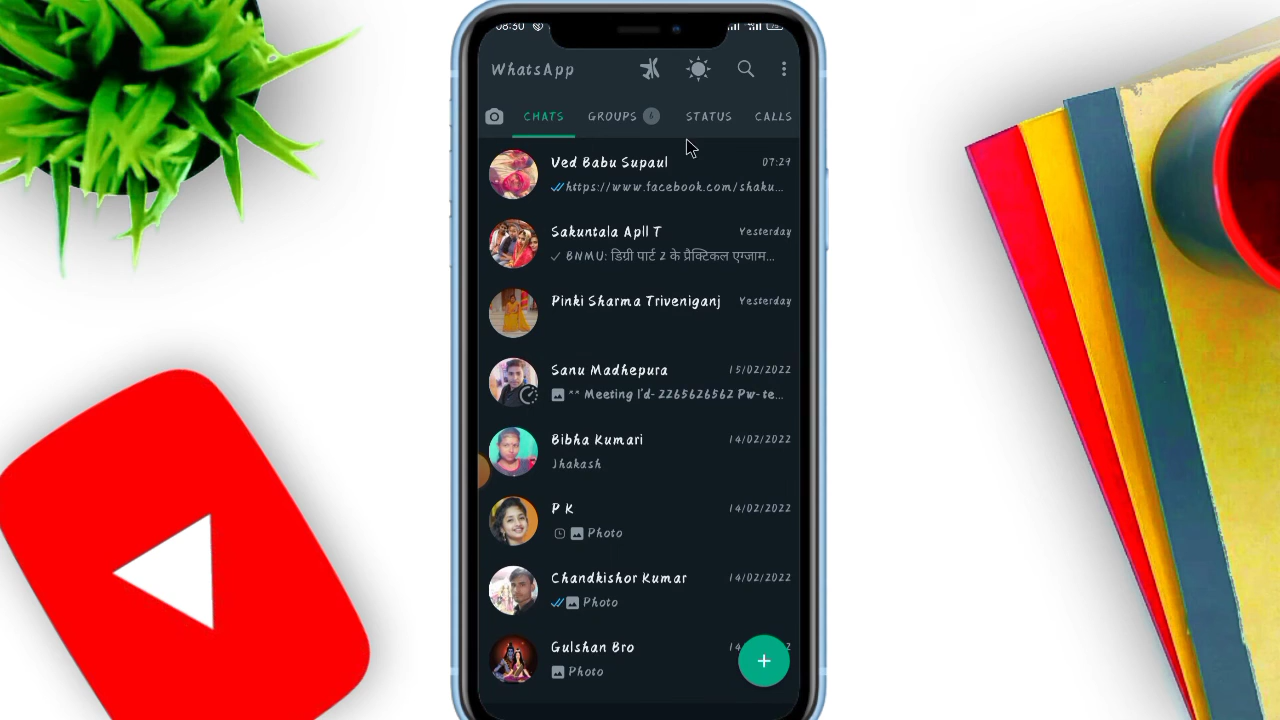 08:30
WhatsApp
CHATS GROUPS STATUS CALLS
Ved Babu Supaul 07:29
https://www.facebook.com/shaku...
Sakuntala Apll T Yesterday
BNMU: डिग्री पार्ट 2 के प्रैक्टिकल एग्जाम...
Pinki Sharma Triveniganj Yesterday
Sanu Madhepura 15/02/2022
** Meeting I'd- 2265626562 Pw-te...
Bibha Kumari 14/02/2022
Jhakash
P K 14/02/2022
Photo
Chandkishor Kumar 14/02/2022
Photo
Gulshan Bro 14
Photo